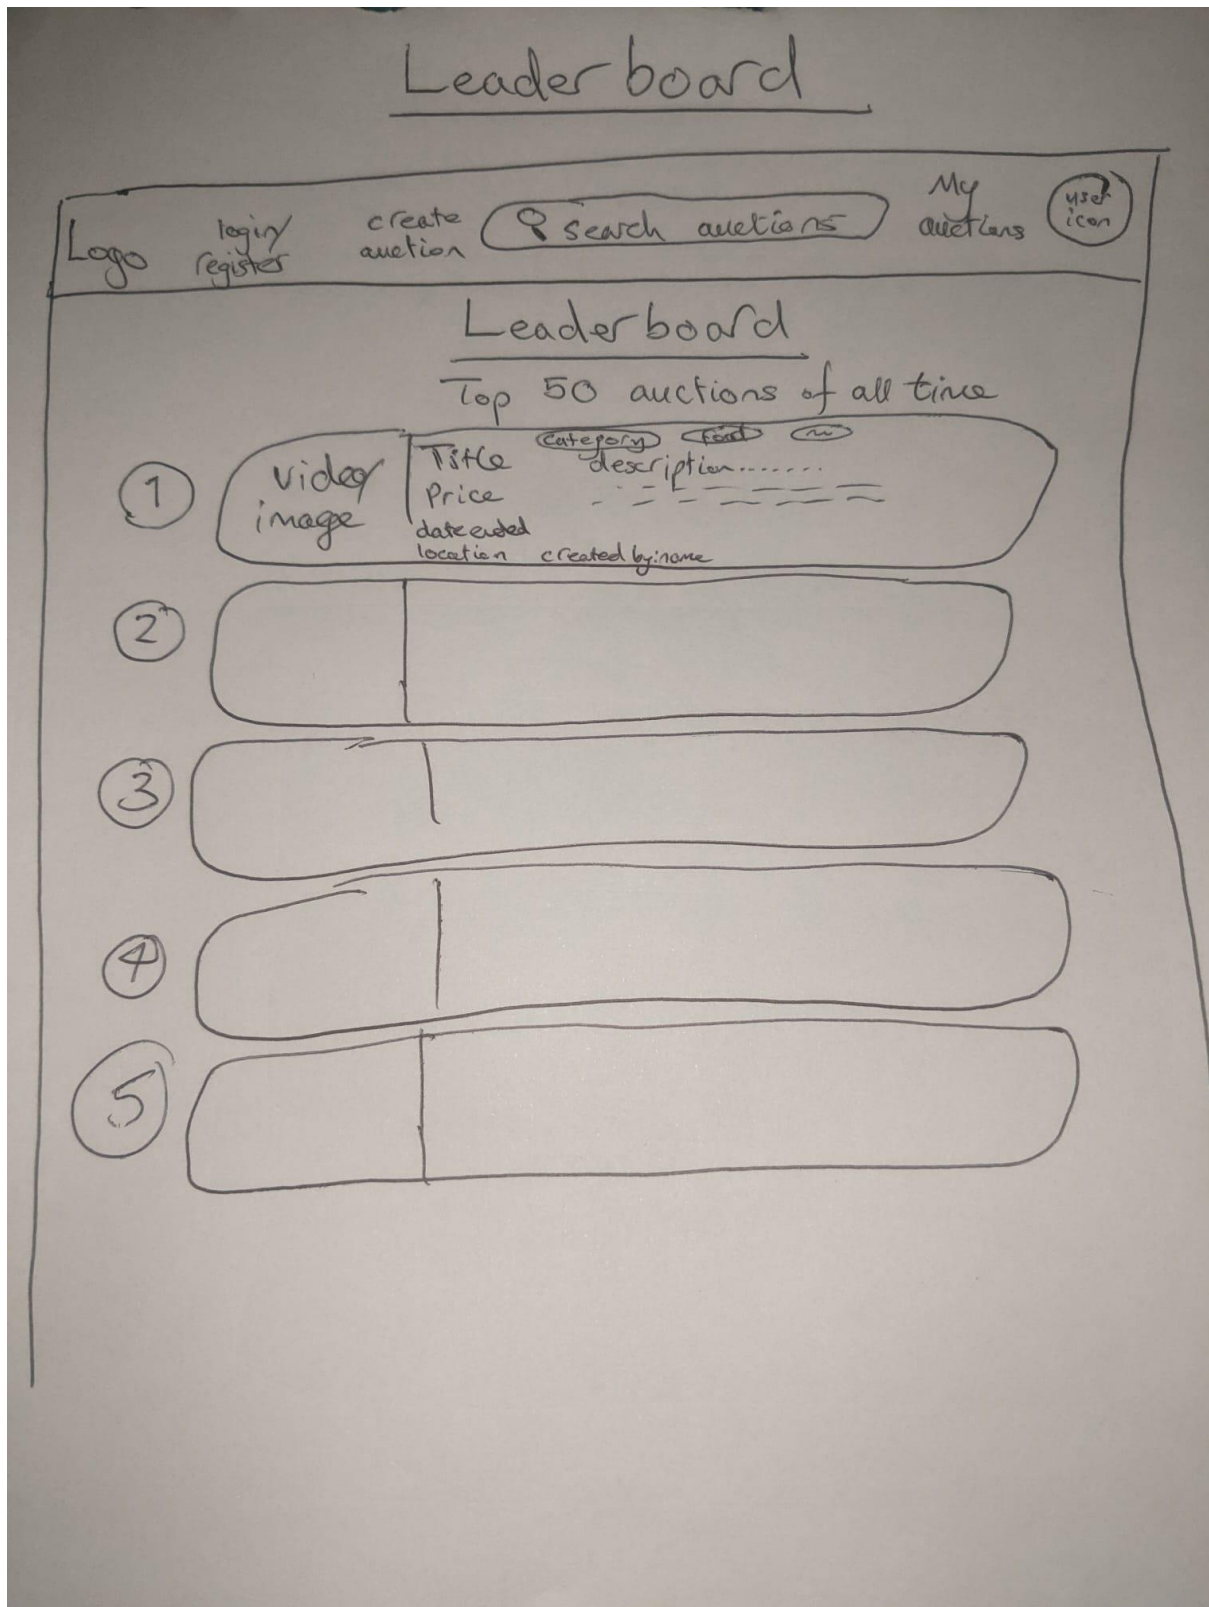 Leaderboard
Logo
login/
register
create
auction
search auctions
My
auctions
user
icon
Leaderboard
Top 50 auctions of all time
1
video/
image
Title
category
food
description........
Price
date ended
location
created by:name
2
3
4
5